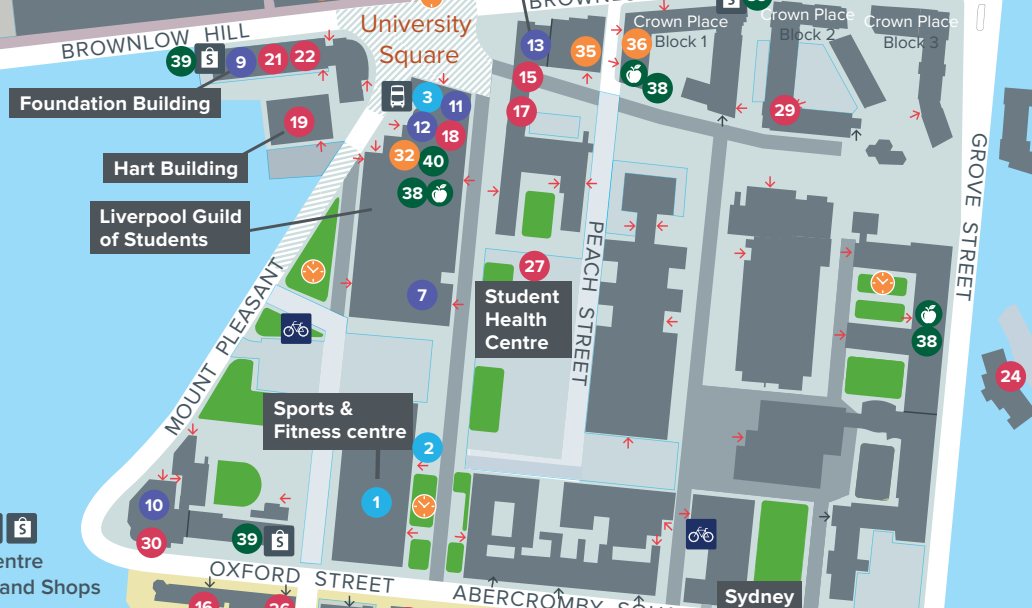 University
Square
BROWNLOW HILL
Crown Place
Block 1
Crown Place
Block 2
Crown Place
Block 3
39
S
9
21
22
13
35
36
38
15
17
29
3
11
12
18
32
40
38
19
Foundation Building
Hart Building
Liverpool Guild
of Students
GROVE STREET
PEACH STREET
MOUNT PLEASANT
27
7
Student
Health
Centre
38
24
Sports &
Fitness centre
2
1
10
30
39
S
S
entre
and Shops
OXFORD STREET
ABERCROMBY
16
26
Sydney